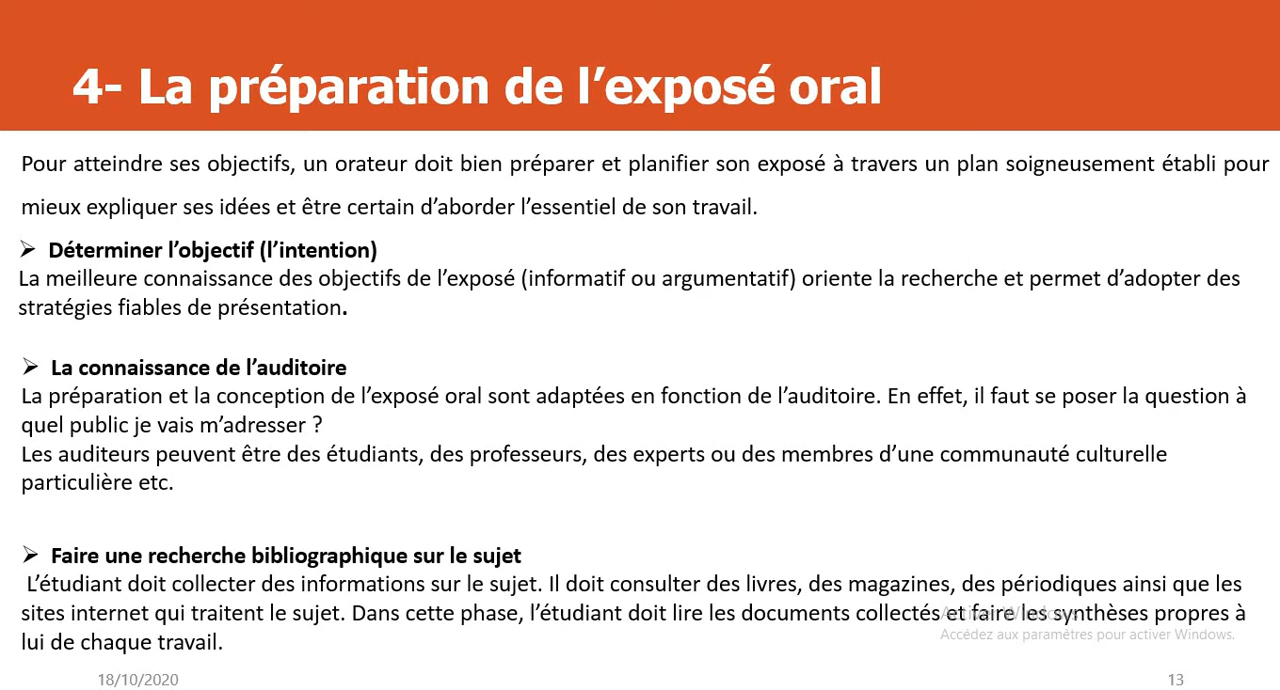 4- La préparation de l’exposé oral
Pour atteindre ses objectifs, un orateur doit bien préparer et planifier son exposé à travers un plan soigneusement établi pour
mieux expliquer ses idées et être certain d’aborder l’essentiel de son travail.
➢ Déterminer l’objectif (l’intention)
La meilleure connaissance des objectifs de l’exposé (informatif ou argumentatif) oriente la recherche et permet d’adopter des
stratégies fiables de présentation.
➢ La connaissance de l’auditoire
La préparation et la conception de l’exposé oral sont adaptées en fonction de l’auditoire. En effet, il faut se poser la question à
quel public je vais m’adresser ?
Les auditeurs peuvent être des étudiants, des professeurs, des experts ou des membres d’une communauté culturelle
particulière etc.
➢ Faire une recherche bibliographique sur le sujet
L’étudiant doit collecter des informations sur le sujet. Il doit consulter des livres, des magazines, des périodiques ainsi que les
sites internet qui traitent le sujet. Dans cette phase, l’étudiant doit lire les documents collectés et faire les synthèses propres à
lui de chaque travail.
Activer Windows
Accédez aux paramètres pour activer Windows.
18/10/2020
13